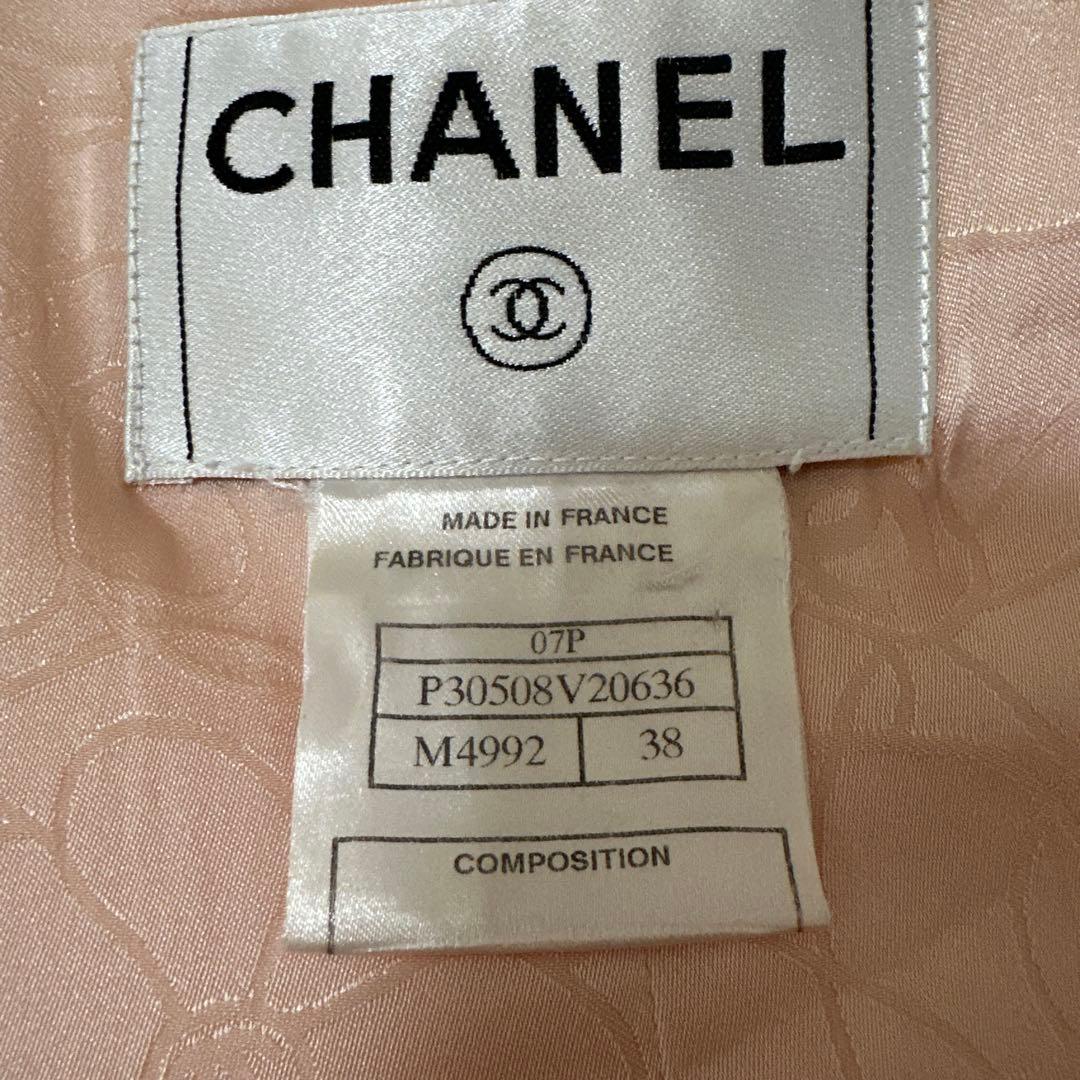 CHANEL
MADE IN FRANCE
FABRIQUE EN FRANCE
07P
P30508V20636
M4992 38
COMPOSITION